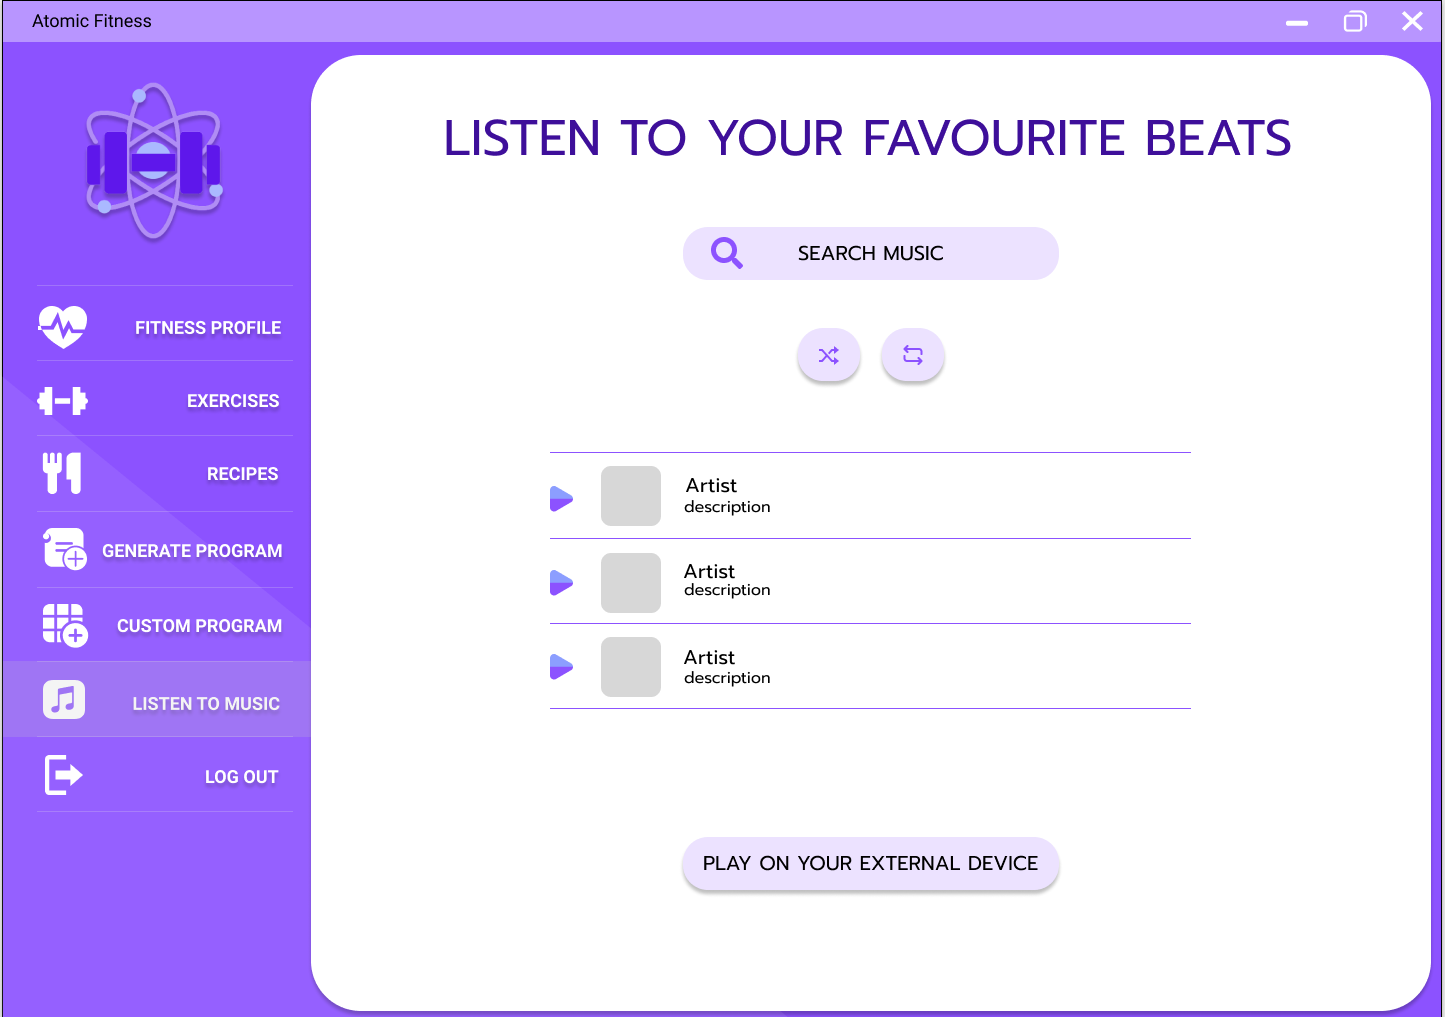 Atomic Fitness
LISTEN TO YOUR FAVOURITE BEATS
SEARCH MUSIC
FITNESS PROFILE
EXERCISES
RECIPES
GENERATE PROGRAM
CUSTOM PROGRAM
LISTEN TO MUSIC
LOG OUT
Artist
description
Artist
description
Artist
description
PLAY ON YOUR EXTERNAL DEVICE